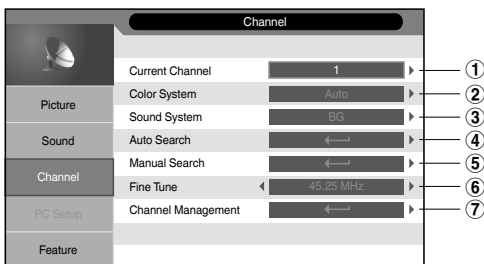 Channel
Current Channel 1 ①
Color System Auto ②
Sound System BG ③
Auto Search ④
Manual Search ⑤
Fine Tune 45.25 MHz ⑥
Channel Management ⑦
Picture
Sound
Channel
PC Setup
Feature